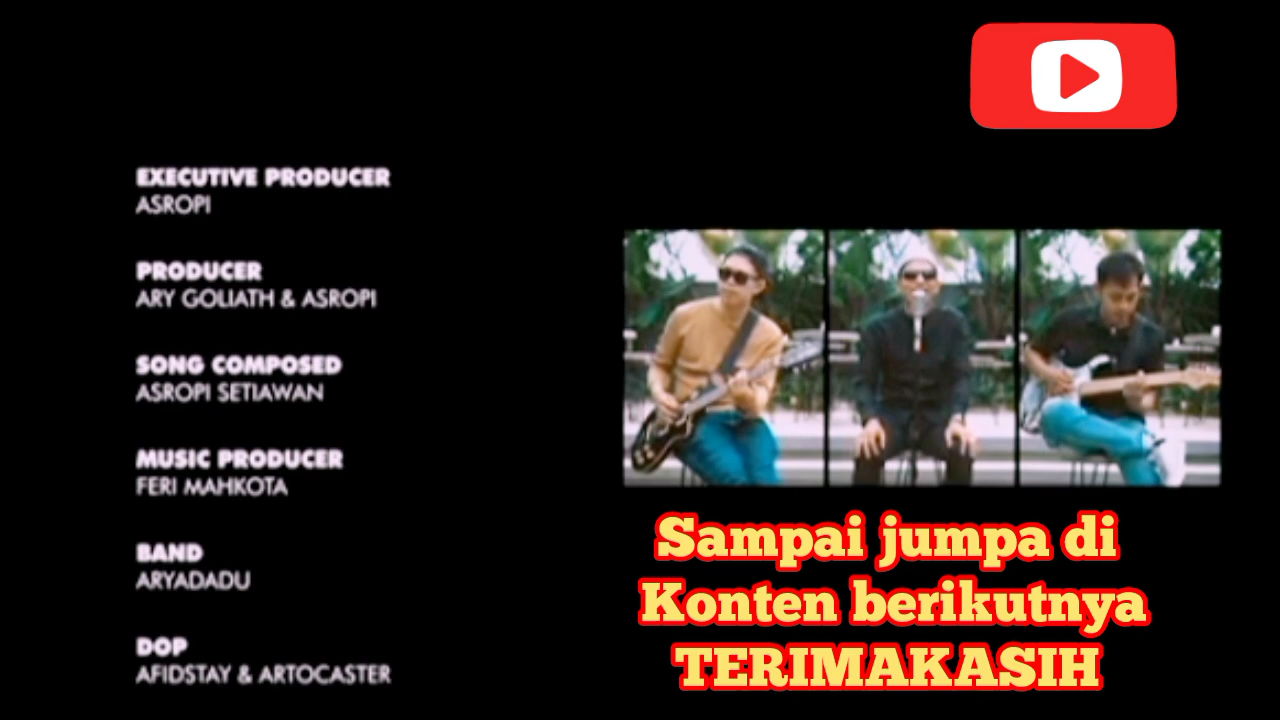 EXECUTIVE PRODUCER
ASROPI
PRODUCER
ARY GOLIATH & ASROPI
SONG COMPOSED
ASROPI SETIAWAN
MUSIC PRODUCER
FERI MAHKOTA
BAND
ARYADADU
DOP
AFIDSTAY & ARTOCASTER
Sampai jumpa di
Konten berikutnya
TERIMAKASIH